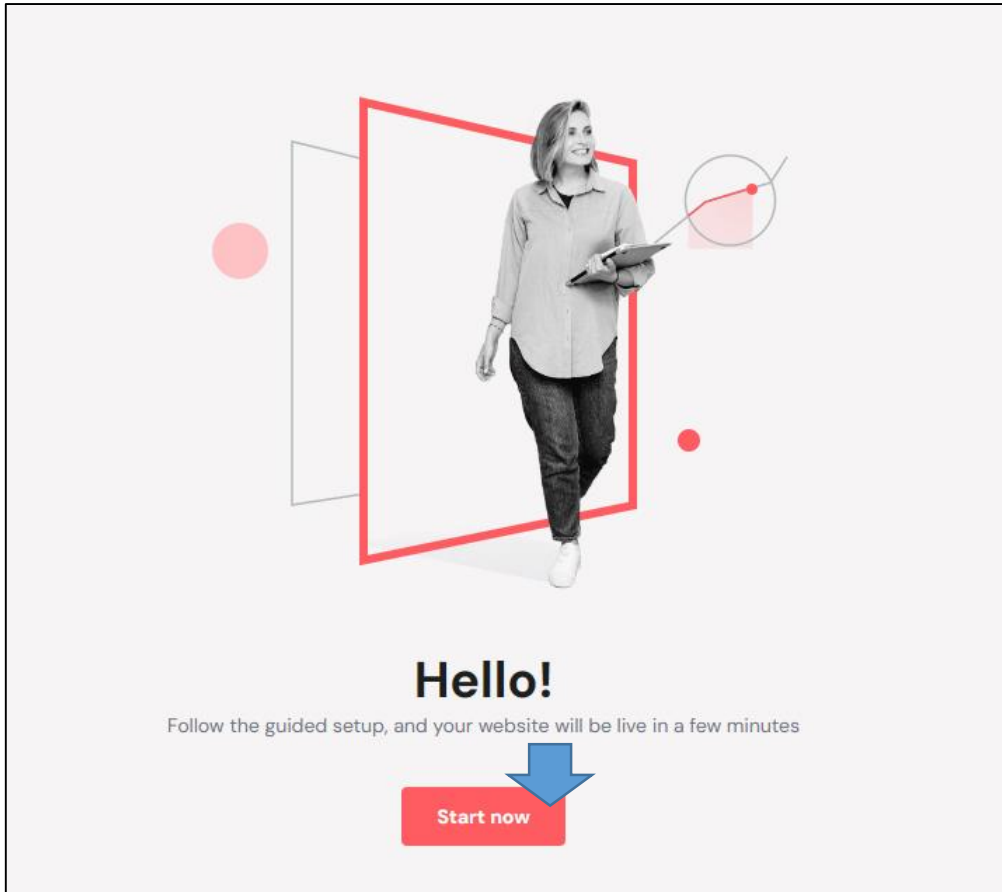 Hello!
Follow the guided setup, and your website will be live in a few minutes
Start now